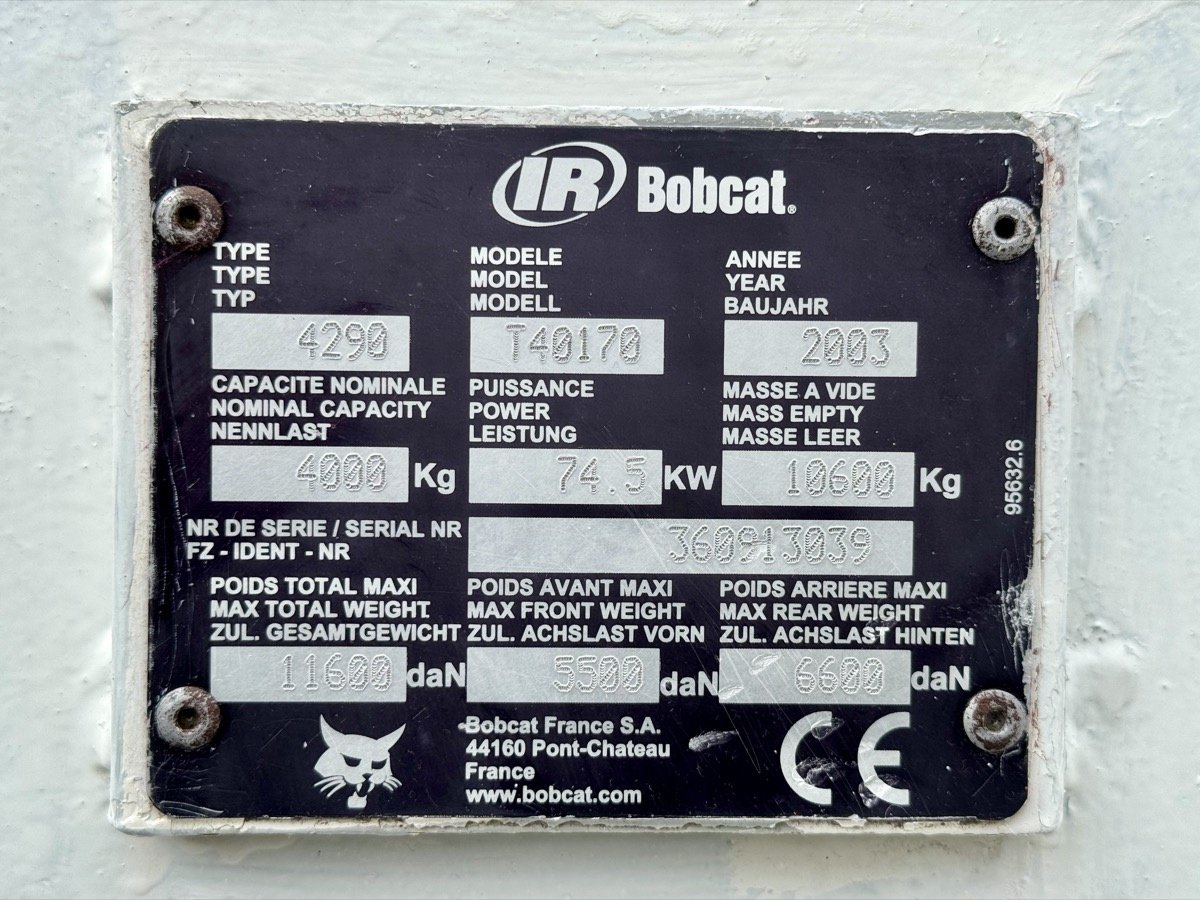 IR Bobcat®
TYPE MODELE ANNEE
TYPE MODEL YEAR
TYP MODELL BAUJAHR
4290 T40170 2003
CAPACITE NOMINALE PUISSANCE MASSE A VIDE
NOMINAL CAPACITY POWER MASS EMPTY
NENNLAST LEISTUNG MASSE LEER
4000 Kg 74.5 KW 10600 Kg
95632.6
NR DE SERIE / SERIAL NR
FZ - IDENT - NR
360913039
POIDS TOTAL MAXI POIDS AVANT MAXI POIDS ARRIERE MAXI
MAX TOTAL WEIGHT MAX FRONT WEIGHT MAX REAR WEIGHT
ZUL. GESAMTGEWICHT ZUL. ACHSLAST VORN ZUL. ACHSLAST HINTEN
11600 daN 5500 daN 6600 daN
Bobcat France S.A.
44160 Pont-Chateau
France
www.bobcat.com
CE